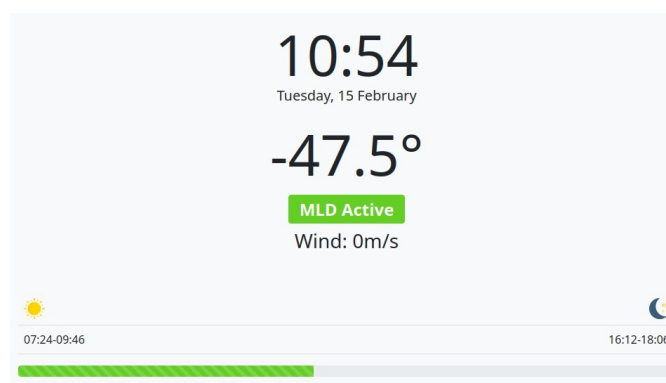 10:54
Tuesday, 15 February
-47.5°
MLD Active
Wind: 0m/s
07:24-09:46
16:12-18:06